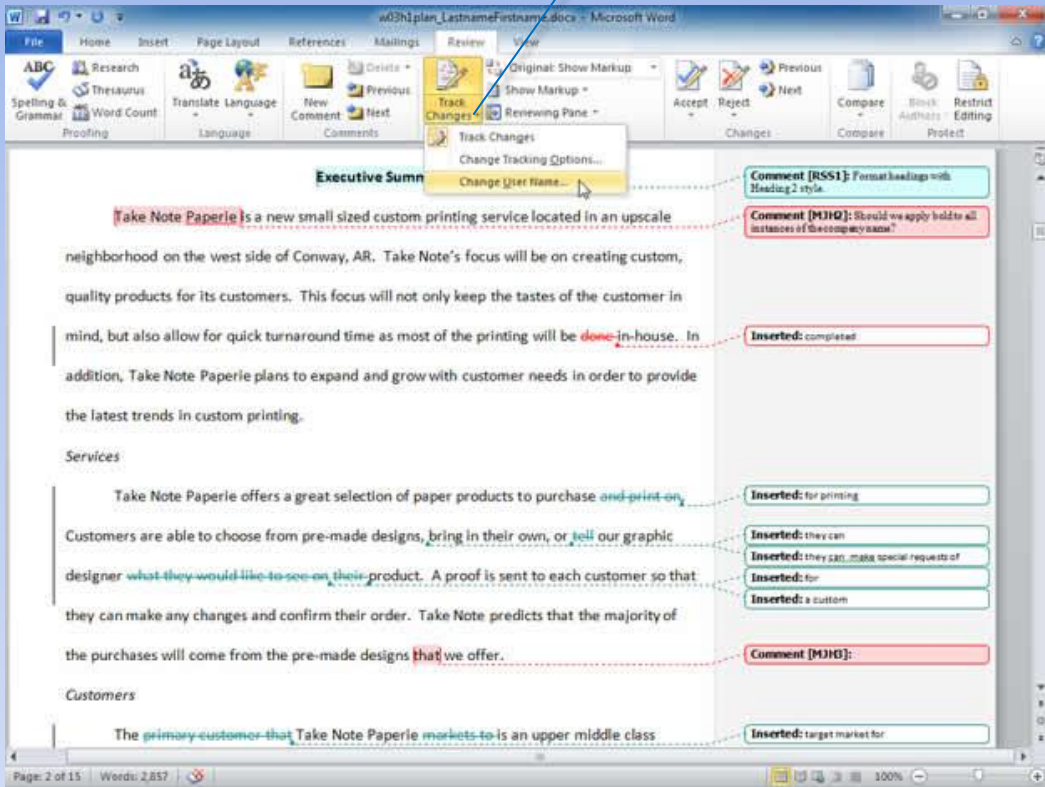 w03h1plan_LastnameFirstname.docx - Microsoft Word
File Home Insert Page Layout References Mailings Review View
ABC Research Delete Original: Show Markup Previous
Thesaurus Previous Show Markup Next
Spelling & Grammar Word Count Translate Language New Comment Next Track Changes Reviewing Pane Accept Reject Compare Block Authors Restrict Editing
Proofing Language Comments Changes Compare Protect
Track Changes
Change Tracking Options...
Change User Name...
Executive Summ
Comment [RSS1]: Format headings with
Heading 2 style.
Take Note Paperie is a new small sized custom printing service located in an upscale
Comment [MJH2]: Should we apply bold to all
instances of the company name?
neighborhood on the west side of Conway, AR. Take Note's focus will be on creating custom,
quality products for its customers. This focus will not only keep the tastes of the customer in
mind, but also allow for quick turnaround time as most of the printing will be done in-house. In
Inserted: completed
addition, Take Note Paperie plans to expand and grow with customer needs in order to provide
the latest trends in custom printing.
Services
Take Note Paperie offers a great selection of paper products to purchase and print on.
Inserted: for printing
Customers are able to choose from pre-made designs, bring in their own, or tell our graphic
Inserted: they can
Inserted: they can make special requests of
designer what they would like to see on their product. A proof is sent to each customer so that
Inserted: for
Inserted: a custom
they can make any changes and confirm their order. Take Note predicts that the majority of
the purchases will come from the pre-made designs that we offer.
Comment [MJH3]:
Customers
The primary customer that Take Note Paperie markets to is an upper middle class
Inserted: target market for
Page: 2 of 15 Words: 2,857 100%